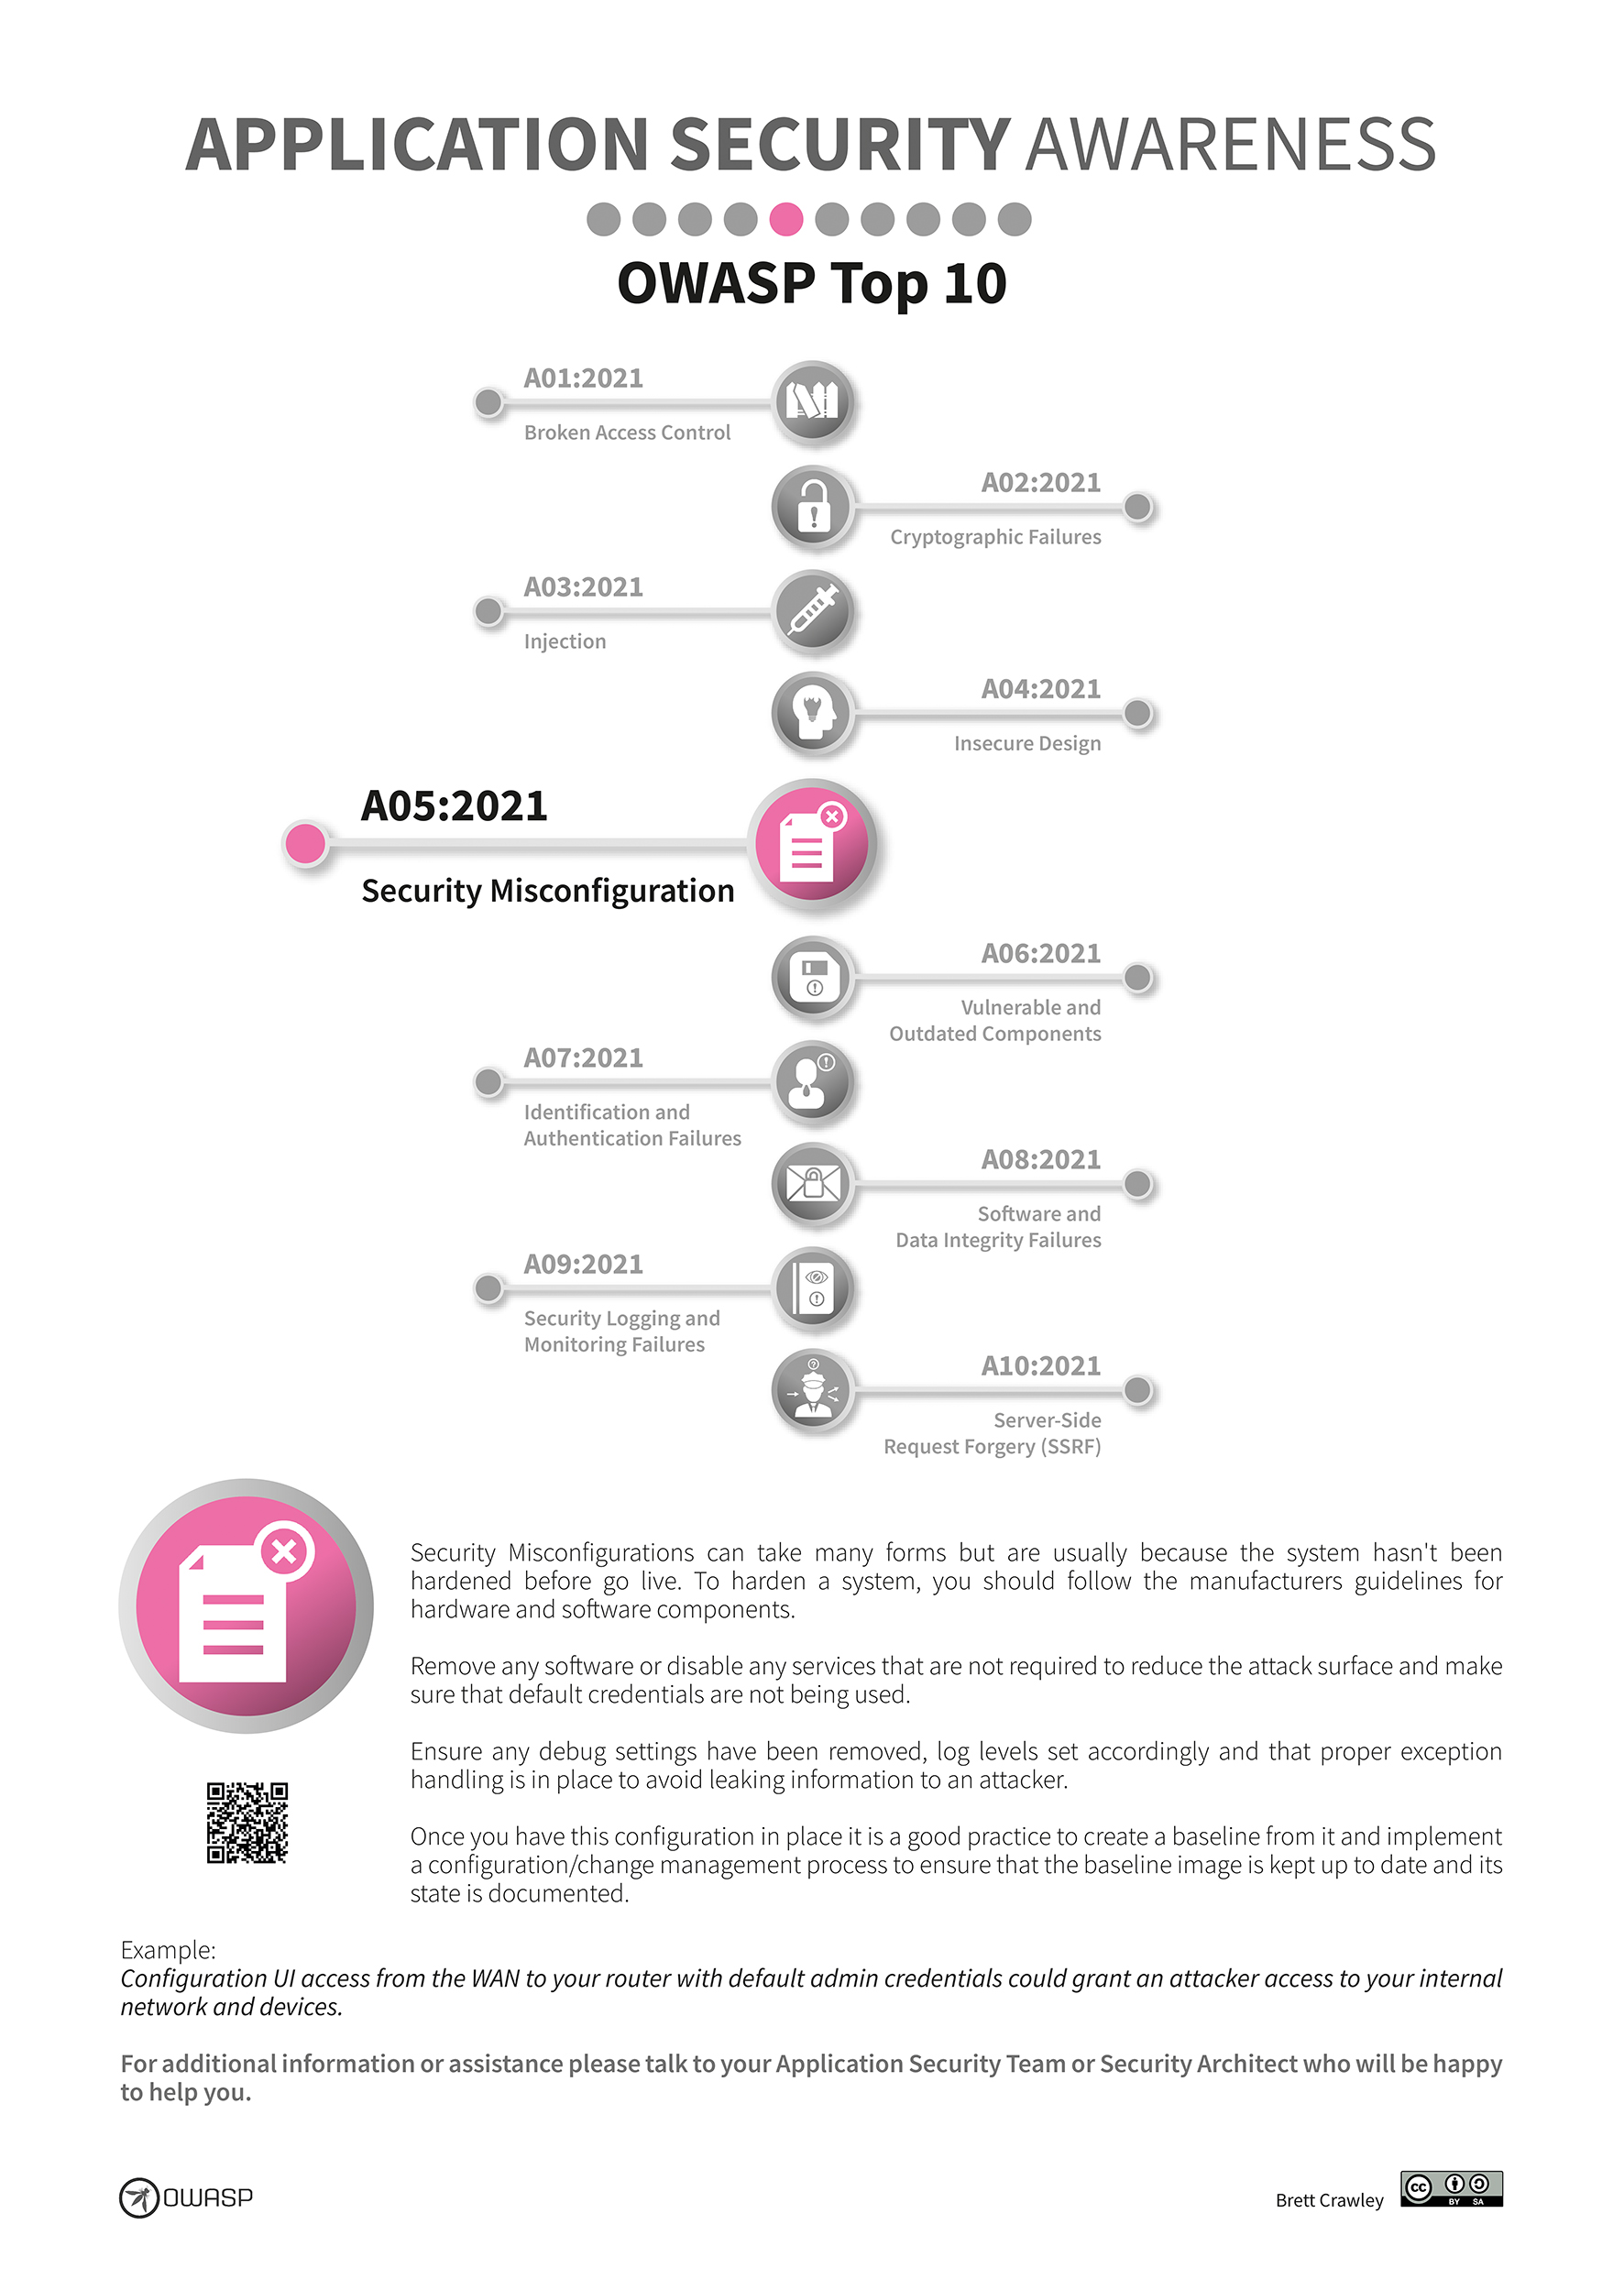 APPLICATION SECURITY AWARENESS
OWASP Top 10
A01:2021
Broken Access Control
A02:2021
Cryptographic Failures
A03:2021
Injection
A04:2021
Insecure Design
A05:2021
Security Misconfiguration
A06:2021
Vulnerable and
Outdated Components
A07:2021
Identification and
Authentication Failures
A08:2021
Software and
Data Integrity Failures
A09:2021
Security Logging and
Monitoring Failures
A10:2021
Server-Side
Request Forgery (SSRF)
Security Misconfigurations can take many forms but are usually because the system hasn't been
hardened before go live. To harden a system, you should follow the manufacturers guidelines for
hardware and software components.
Remove any software or disable any services that are not required to reduce the attack surface and make
sure that default credentials are not being used.
Ensure any debug settings have been removed, log levels set accordingly and that proper exception
handling is in place to avoid leaking information to an attacker.
Once you have this configuration in place it is a good practice to create a baseline from it and implement
a configuration/change management process to ensure that the baseline image is kept up to date and its
state is documented.
Example:
Configuration UI access from the WAN to your router with default admin credentials could grant an attacker access to your internal
network and devices.
For additional information or assistance please talk to your Application Security Team or Security Architect who will be happy
to help you.
OWASP
Brett Crawley
cc
BY SA